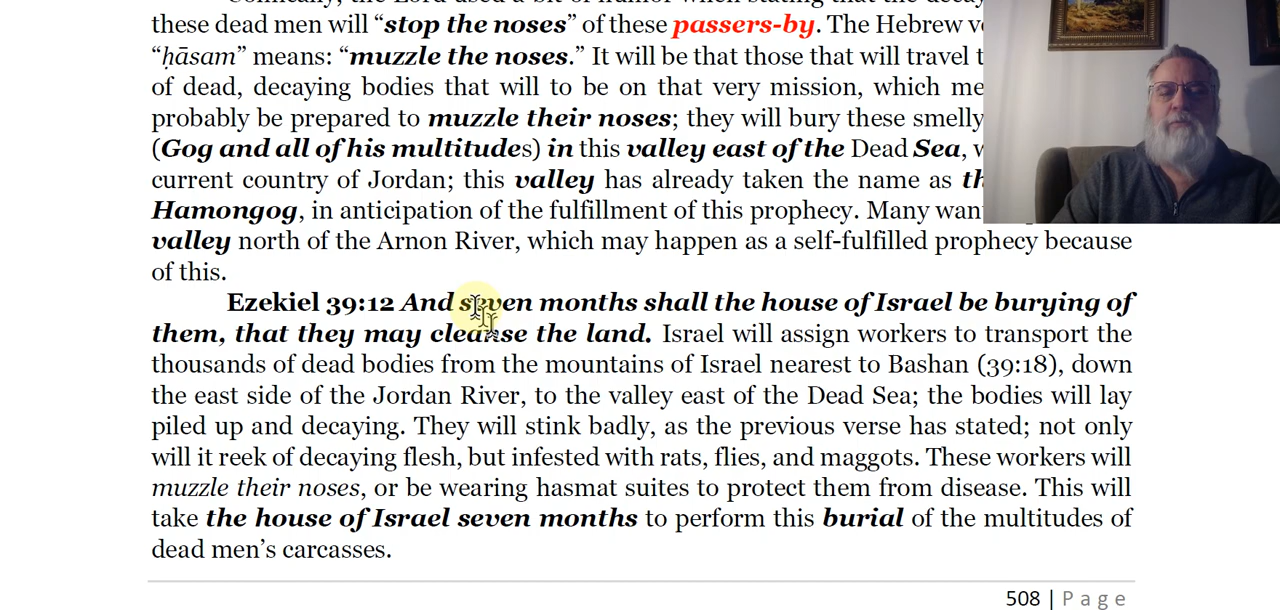 these dead men will “stop the noses” of these passers-by. The Hebrew
“ḥāsam” means: “muzzle the noses.” It will be that those that will travel
of dead, decaying bodies that will to be on that very mission, which
probably be prepared to muzzle their noses; they will bury these smelly
(Gog and all of his multitudes) in this valley east of the Dead Sea,
current country of Jordan; this valley has already taken the name as
Hamongog, in anticipation of the fulfillment of this prophecy. Many
valley north of the Arnon River, which may happen as a self-fulfilled prophecy because
of this.
Ezekiel 39:12 And seven months shall the house of Israel be burying of
them, that they may cleanse the land. Israel will assign workers to transport the
thousands of dead bodies from the mountains of Israel nearest to Bashan (39:18), down
the east side of the Jordan River, to the valley east of the Dead Sea; the bodies will lay
piled up and decaying. They will stink badly, as the previous verse has stated; not only
will it reek of decaying flesh, but infested with rats, flies, and maggots. These workers will
muzzle their noses, or be wearing hasmat suites to protect them from disease. This will
take the house of Israel seven months to perform this burial of the multitudes of
dead men’s carcasses.
508 | Page